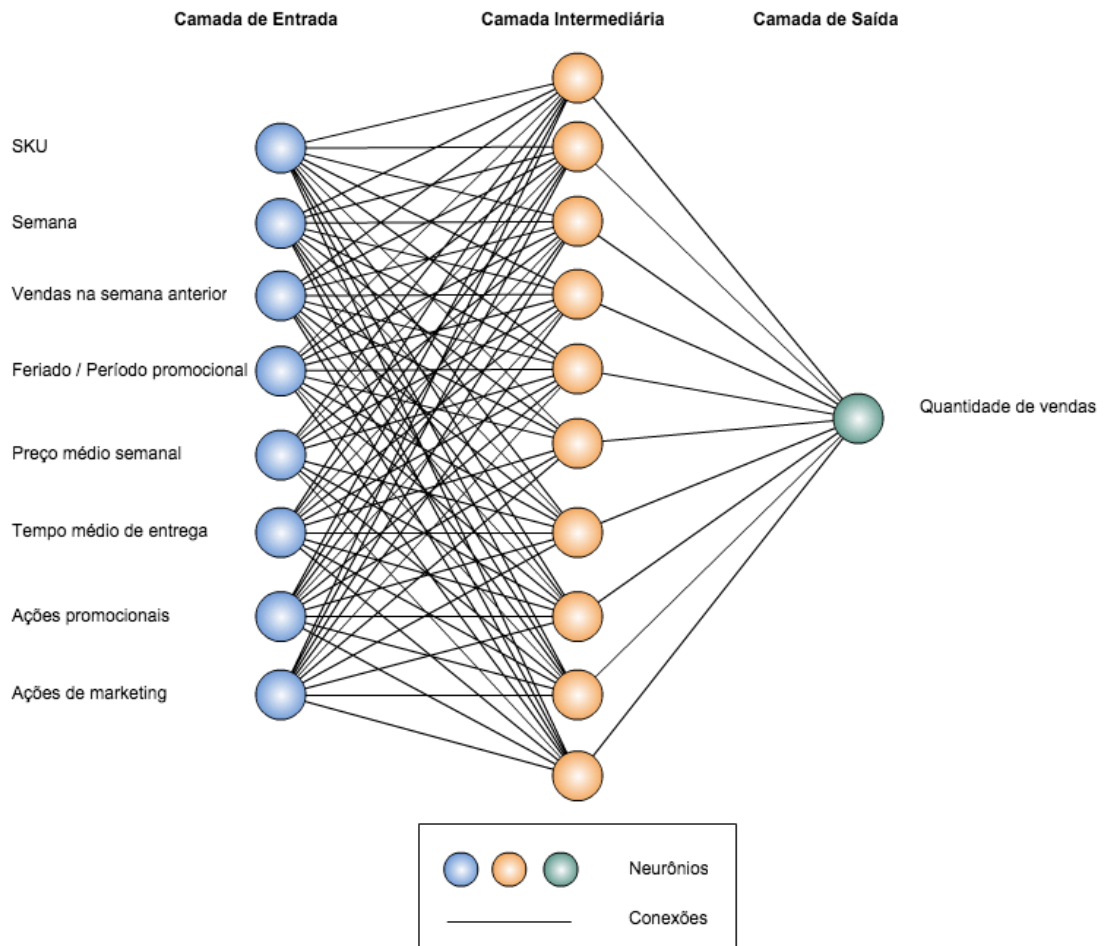 Camada de Entrada
Camada Intermediária
Camada de Saída
SKU
Semana
Vendas na semana anterior
Feriado / Período promocional
Preço médio semanal
Tempo médio de entrega
Ações promocionais
Ações de marketing
Quantidade de vendas
Neurônios
Conexões